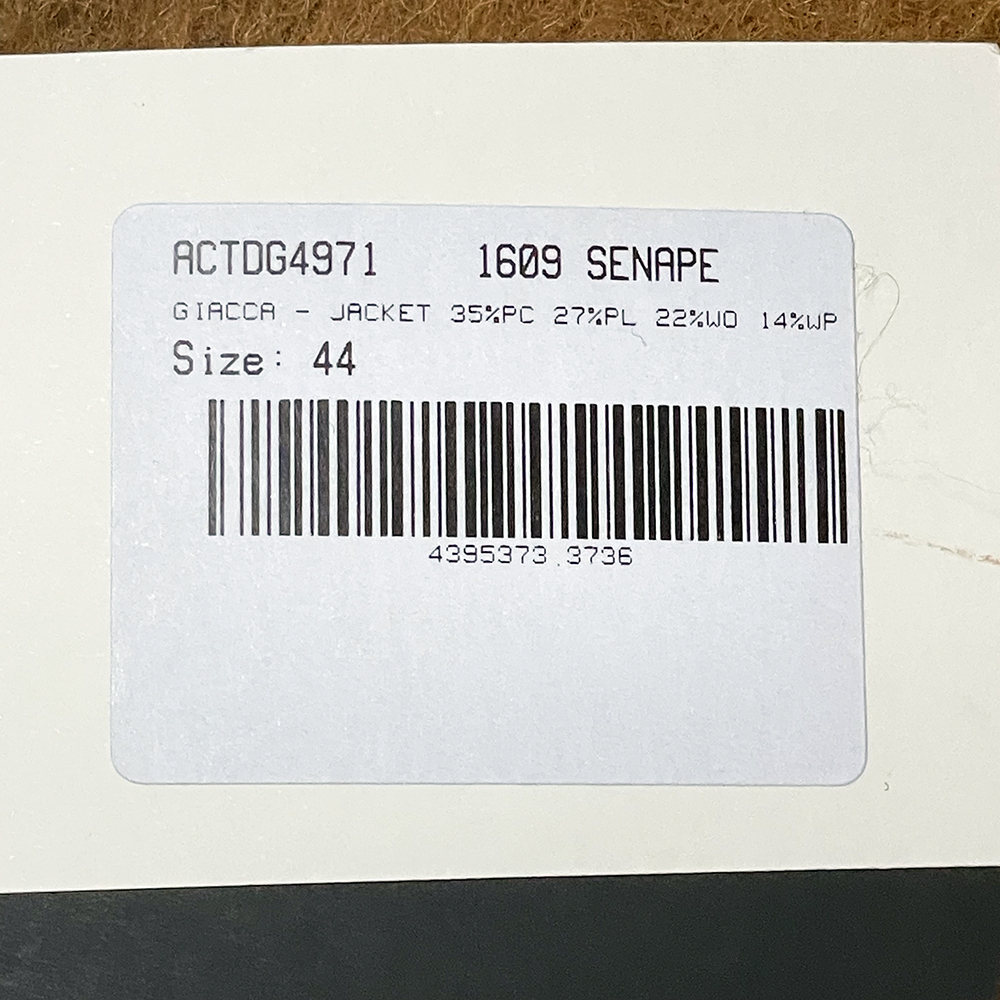 ACTDG4971 1609 SENAPE
GIACCA - JACKET 35%PC 27%PL 22%WO 14%WP
Size: 44
4395373.3736